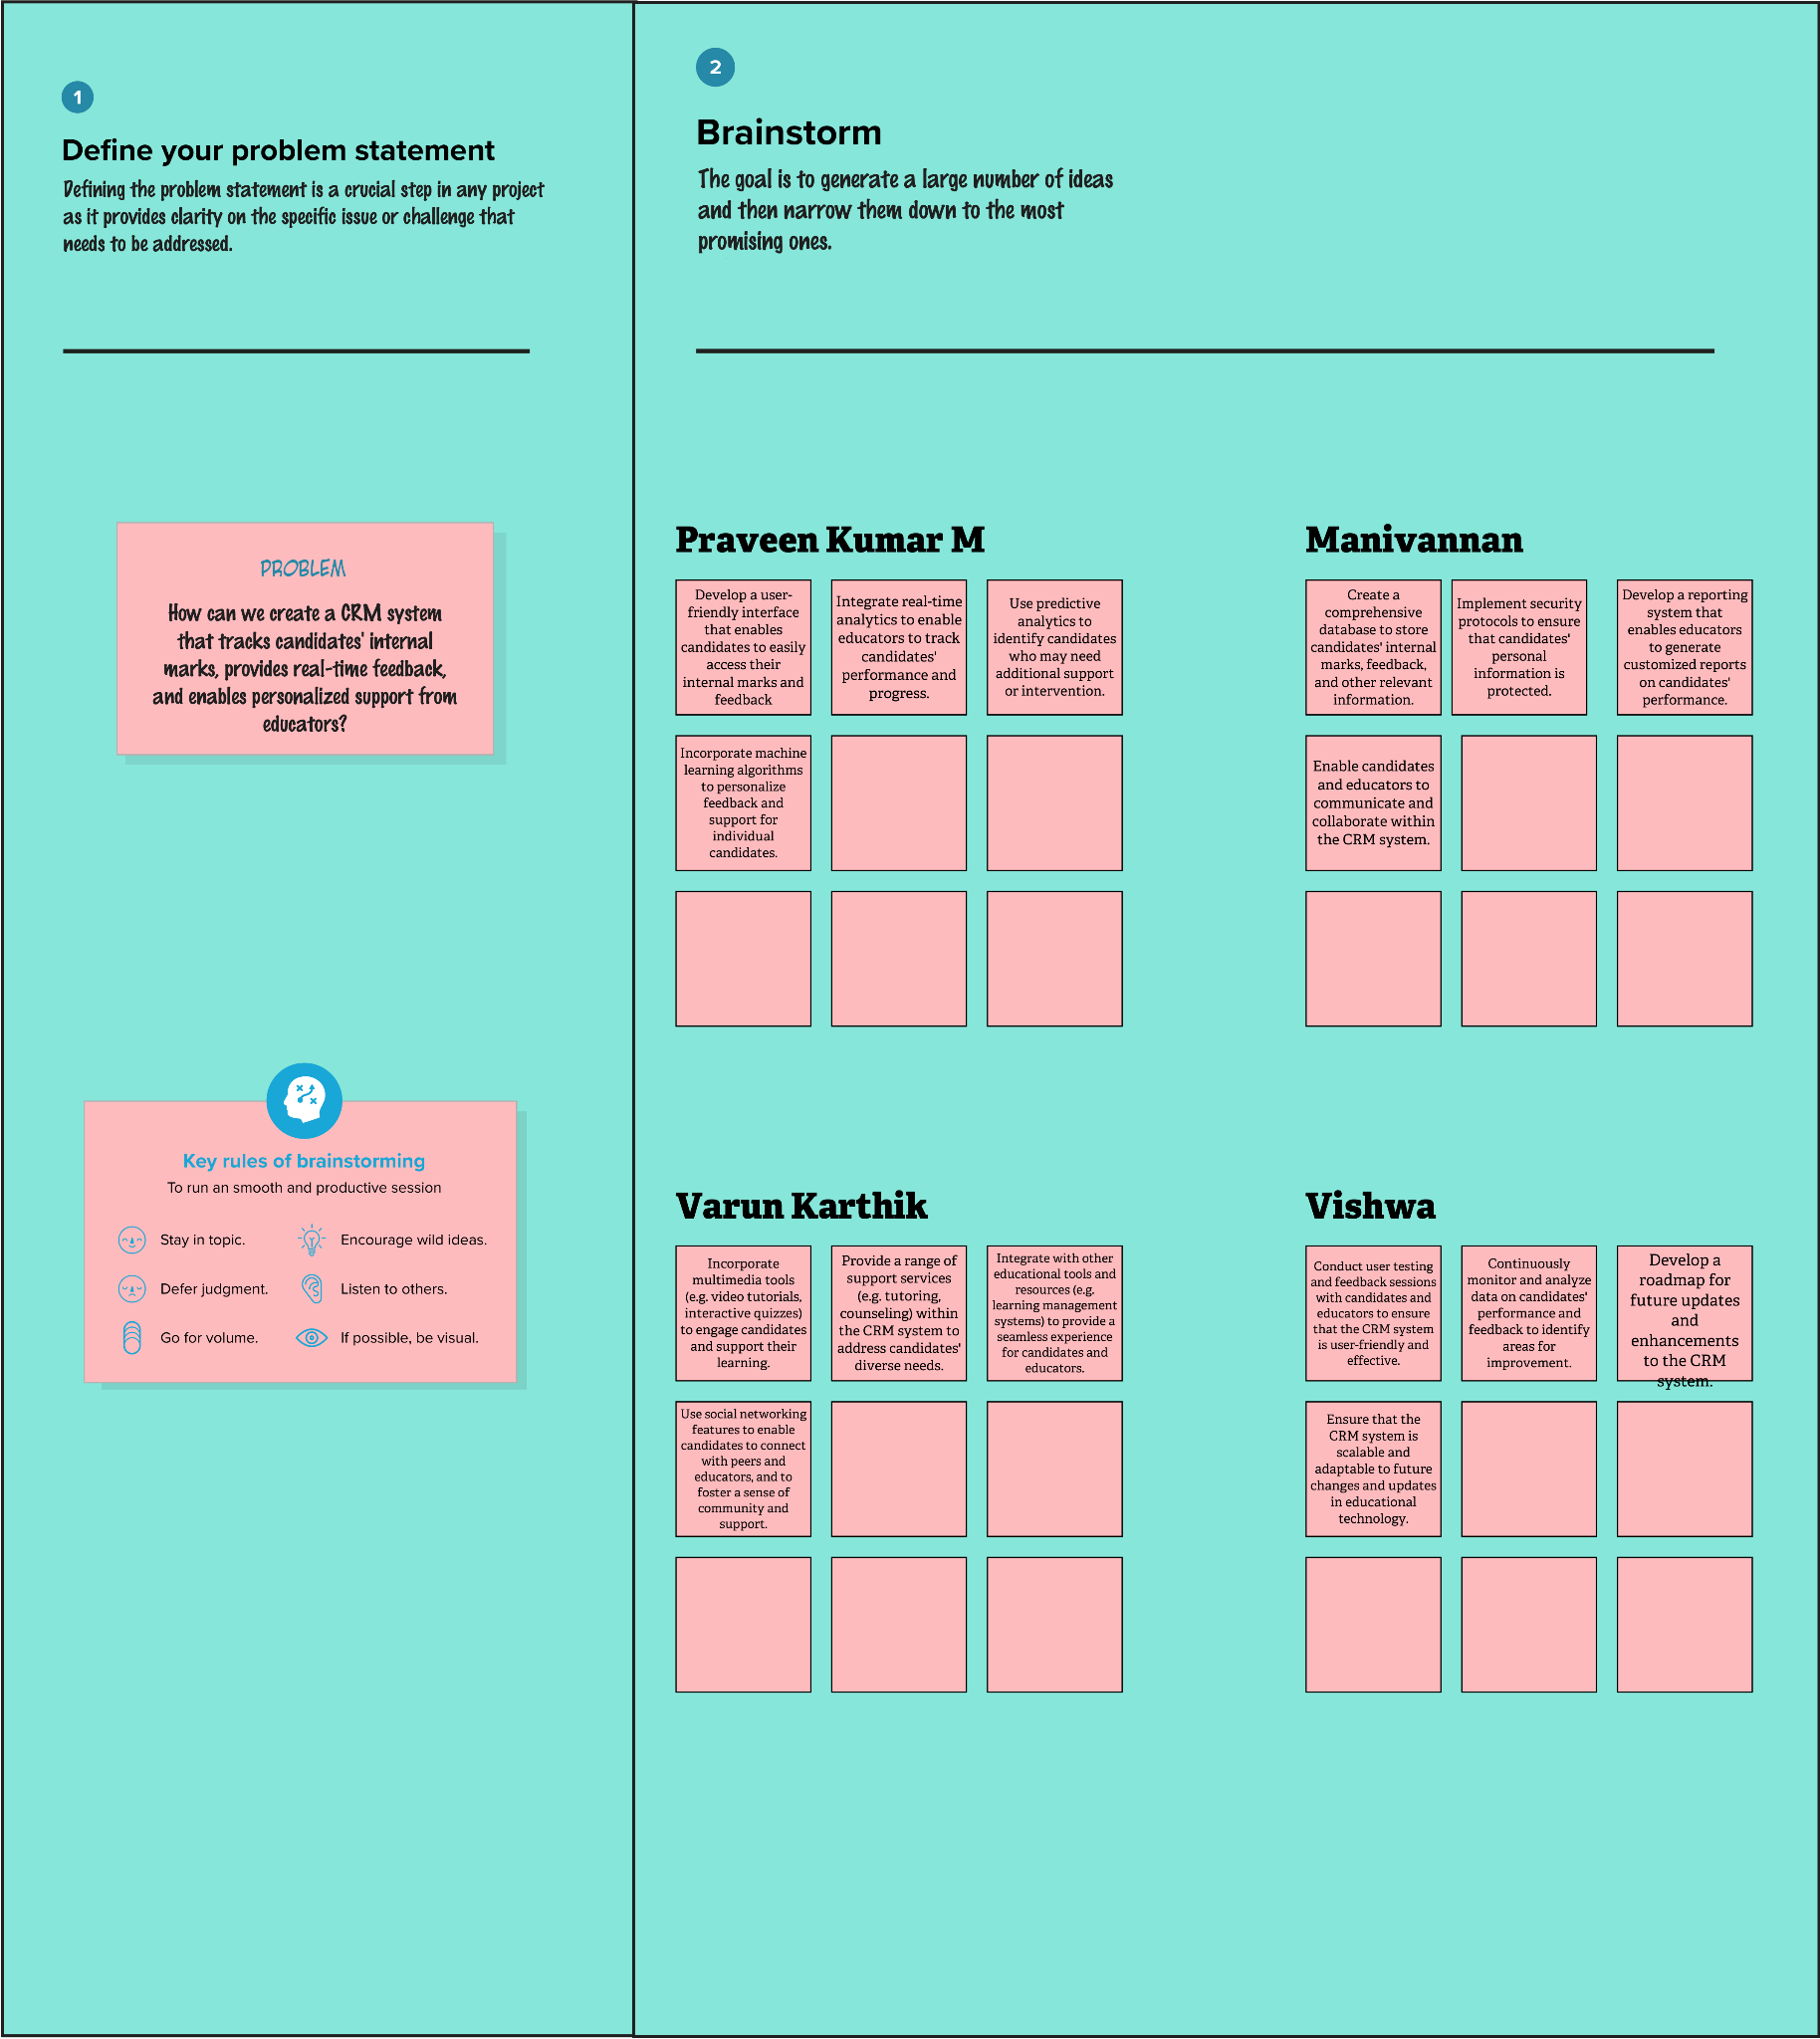 1
Define your problem statement
Defining the problem statement is a crucial step in any project
as it provides clarity on the specific issue or challenge that
needs to be addressed.
PROBLEM
How can we create a CRM system
that tracks candidates' internal
marks, provides real-time feedback,
and enables personalized support from
educators?
Key rules of brainstorming
To run an smooth and productive session
Stay in topic.
Encourage wild ideas.
Defer judgment.
Listen to others.
Go for volume.
If possible, be visual.
2
Brainstorm
The goal is to generate a large number of ideas
and then narrow them down to the most
promising ones.
Praveen Kumar M
Develop a user-
friendly interface
that enables
candidates to easily
access their
internal marks and
feedback
Integrate real-time
analytics to enable
educators to track
candidates'
performance and
progress.
Use predictive
analytics to
identify candidates
who may need
additional support
or intervention.
Incorporate machine
learning algorithms
to personalize
feedback and
support for
individual
candidates.
Manivannan
Create a
comprehensive
database to store
candidates' internal
marks, feedback,
and other relevant
information.
Implement security
protocols to ensure
that candidates'
personal
information is
protected.
Develop a reporting
system that
enables educators
to generate
customized reports
on candidates'
performance.
Enable candidates
and educators to
communicate and
collaborate within
the CRM system.
Varun Karthik
Incorporate
multimedia tools
(e.g. video tutorials,
interactive quizzes)
to engage candidates
and support their
learning.
Provide a range of
support services
(e.g. tutoring,
counseling) within
the CRM system to
address candidates'
diverse needs.
Integrate with other
educational tools and
resources (e.g.
learning management
systems) to provide a
seamless experience
for candidates and
educators.
Use social networking
features to enable
candidates to connect
with peers and
educators, and to
foster a sense of
community and
support.
Vishwa
Conduct user testing
and feedback sessions
with candidates and
educators to ensure
that the CRM system
is user-friendly and
effective.
Continuously
monitor and analyze
data on candidates'
performance and
feedback to identify
areas for
improvement.
Develop a
roadmap for
future updates
and
enhancements
to the CRM
system.
Ensure that the
CRM system is
scalable and
adaptable to future
changes and updates
in educational
technology.